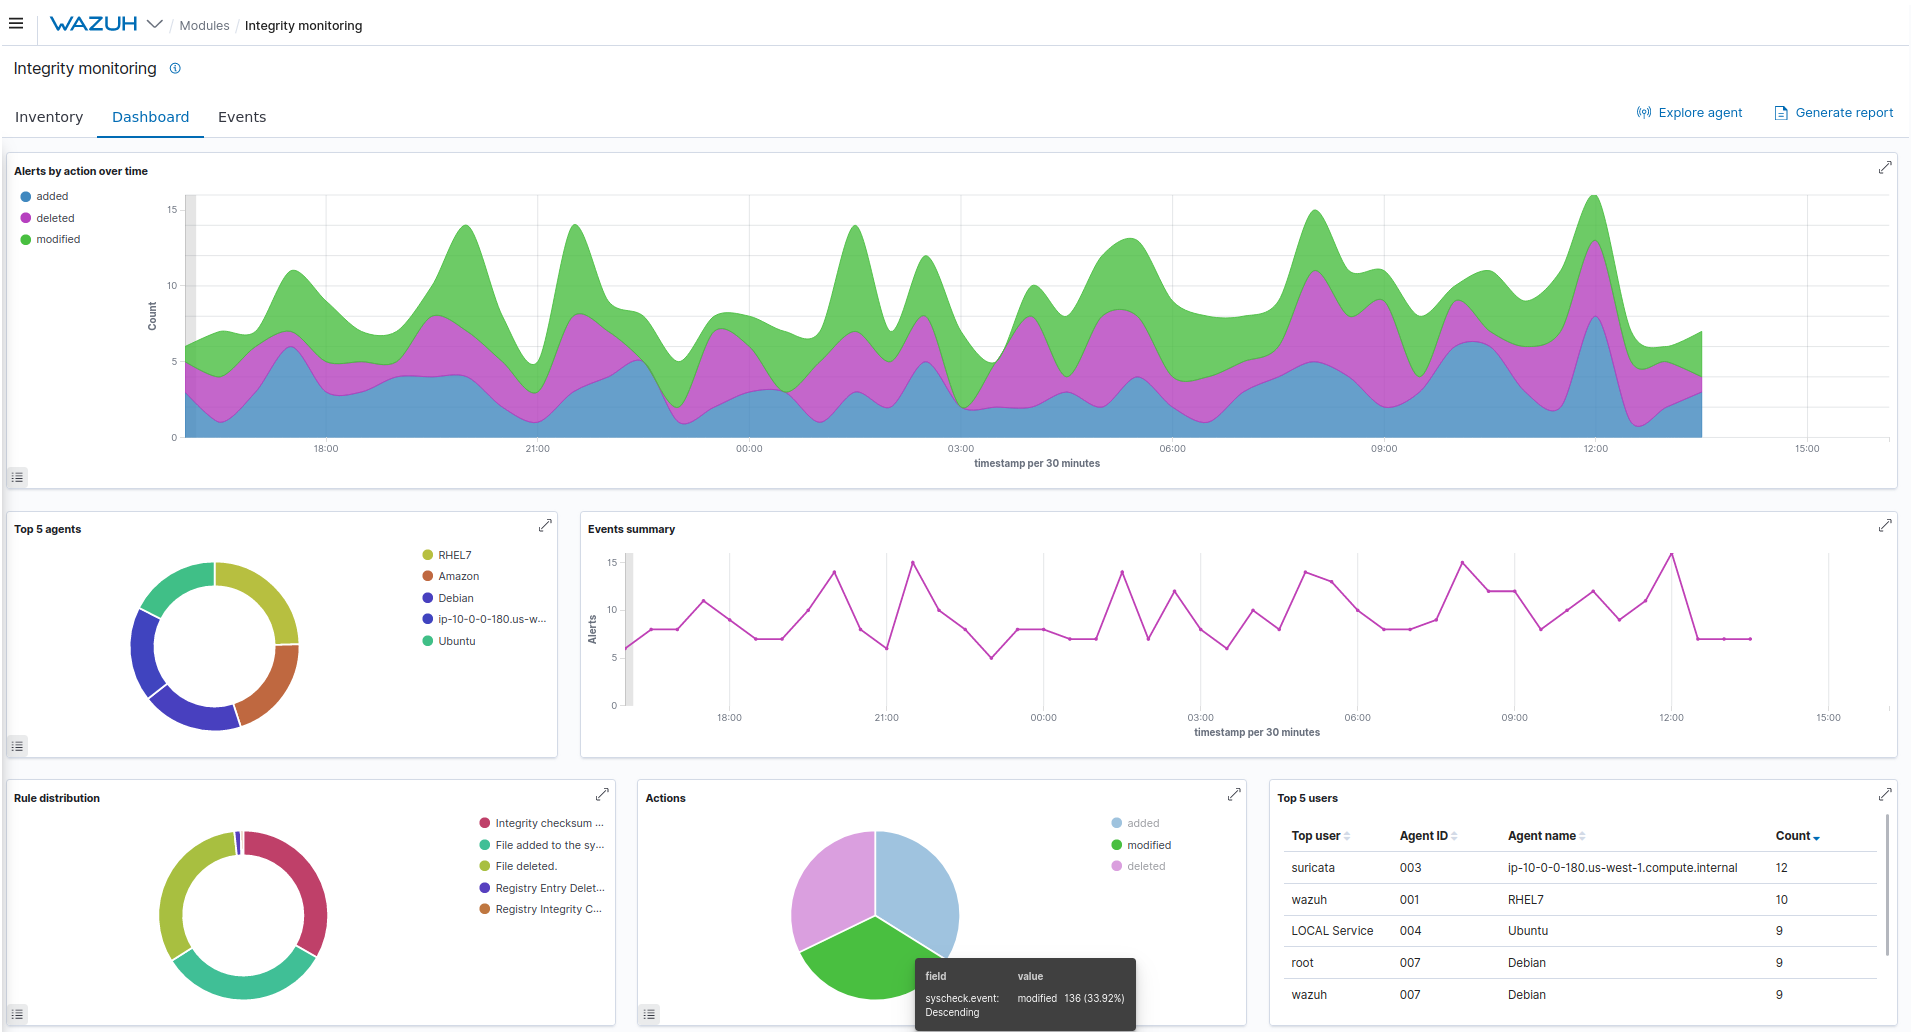 WAZUH / Modules / Integrity monitoring
Integrity monitoring
Inventory Dashboard Events Explore agent Generate report
Alerts by action over time
added
deleted
modified
15
10
5
0
Count
18:00 21:00 00:00 03:00 06:00 09:00 12:00 15:00
timestamp per 30 minutes
Top 5 agents
RHEL7
Amazon
Debian
ip-10-0-0-180.us-w...
Ubuntu
Events summary
15
10
5
0
Alerts
18:00 21:00 00:00 03:00 06:00 09:00 12:00 15:00
timestamp per 30 minutes
Rule distribution
Integrity checksum ...
File added to the sy...
File deleted.
Registry Entry Delet...
Registry Integrity C...
Actions
added
modified
deleted
field value
syscheck.event: modified 136 (33.92%)
Descending
Top 5 users
Top user Agent ID Agent name Count
suricata 003 ip-10-0-0-180.us-west-1.compute.internal 12
wazuh 001 RHEL7 10
LOCAL Service 004 Ubuntu 9
root 007 Debian 9
wazuh 007 Debian 9